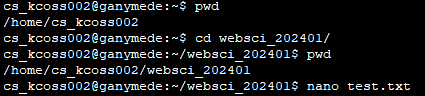 cs_kcoss002@ganymede:~$ pwd
/home/cs_kcoss002
cs_kcoss002@ganymede:~$ cd websci_202401/
cs_kcoss002@ganymede:~/websci_202401$ pwd
/home/cs_kcoss002/websci_202401
cs_kcoss002@ganymede:~/websci_202401$ nano test.txt